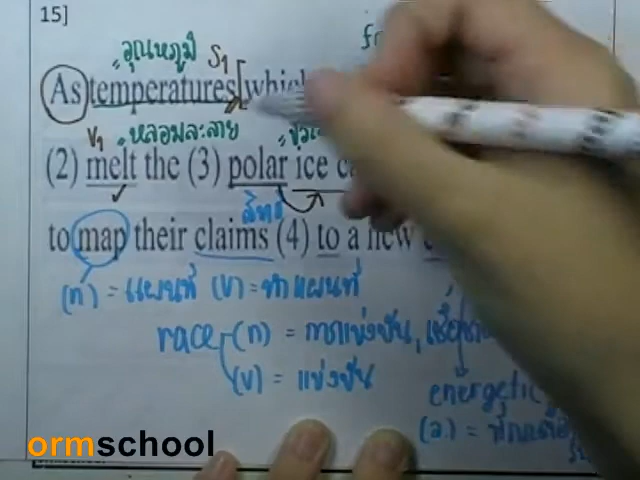 15]
อุณหภูมิ S1
As temperatures [which
V1 หลอมละลาย
(2) melt the (3) polar ice
สิทธิ
to map their claims (4) to a new
(n) = แผนที่ (V) = ทำแผนที่
race (n) = การแข่งขัน,
(v) = แข่งขัน
energetic
(a.) =
ormschool